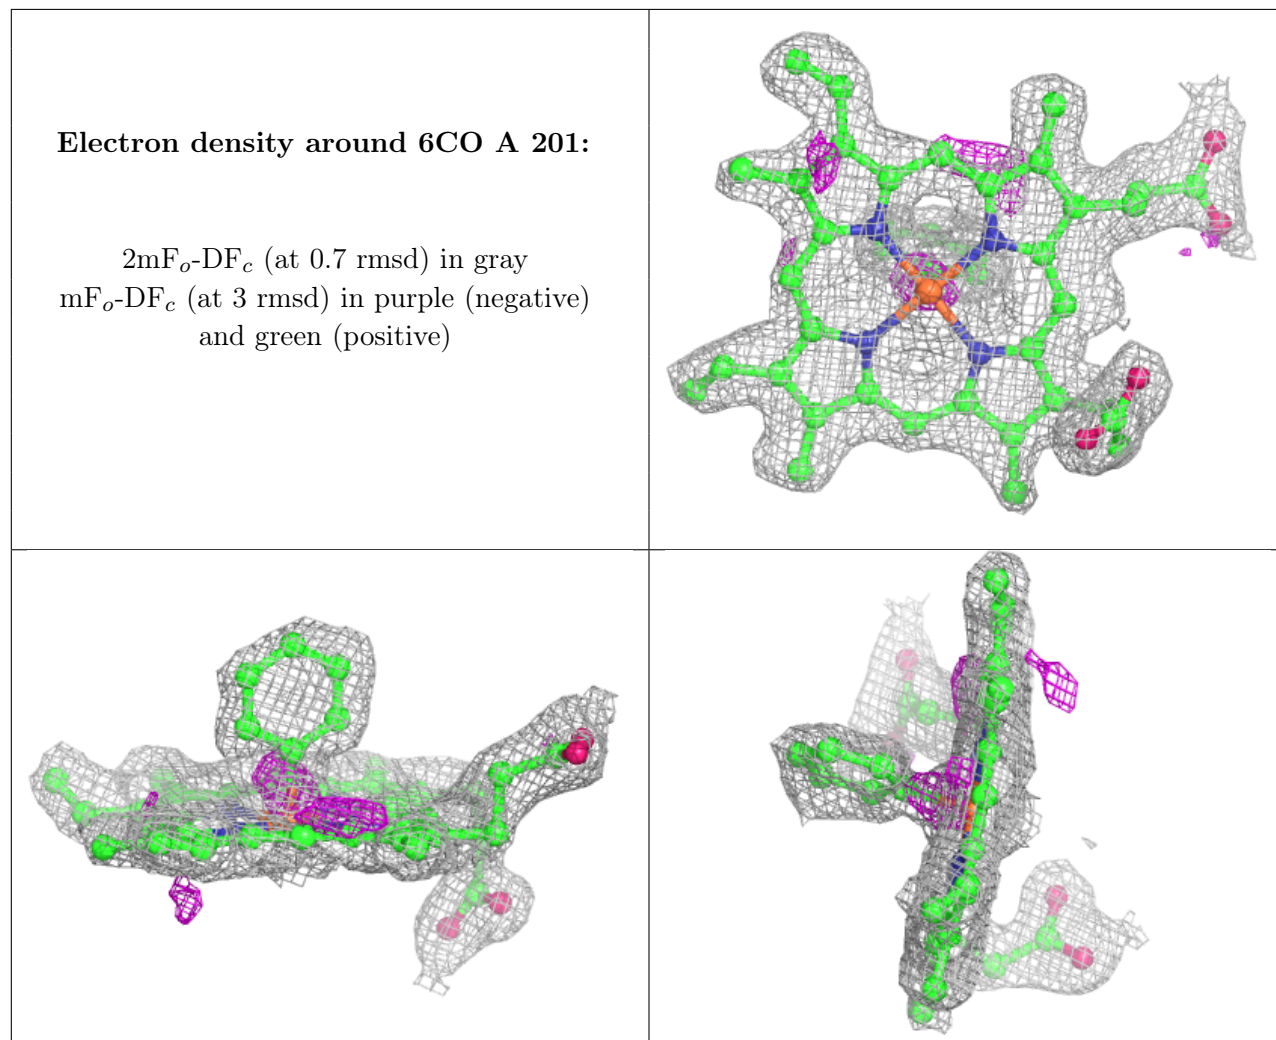 Electron density around 6CO A 201:
2mFo-DFc (at 0.7 rmsd) in gray
mFo-DFc (at 3 rmsd) in purple (negative)
and green (positive)